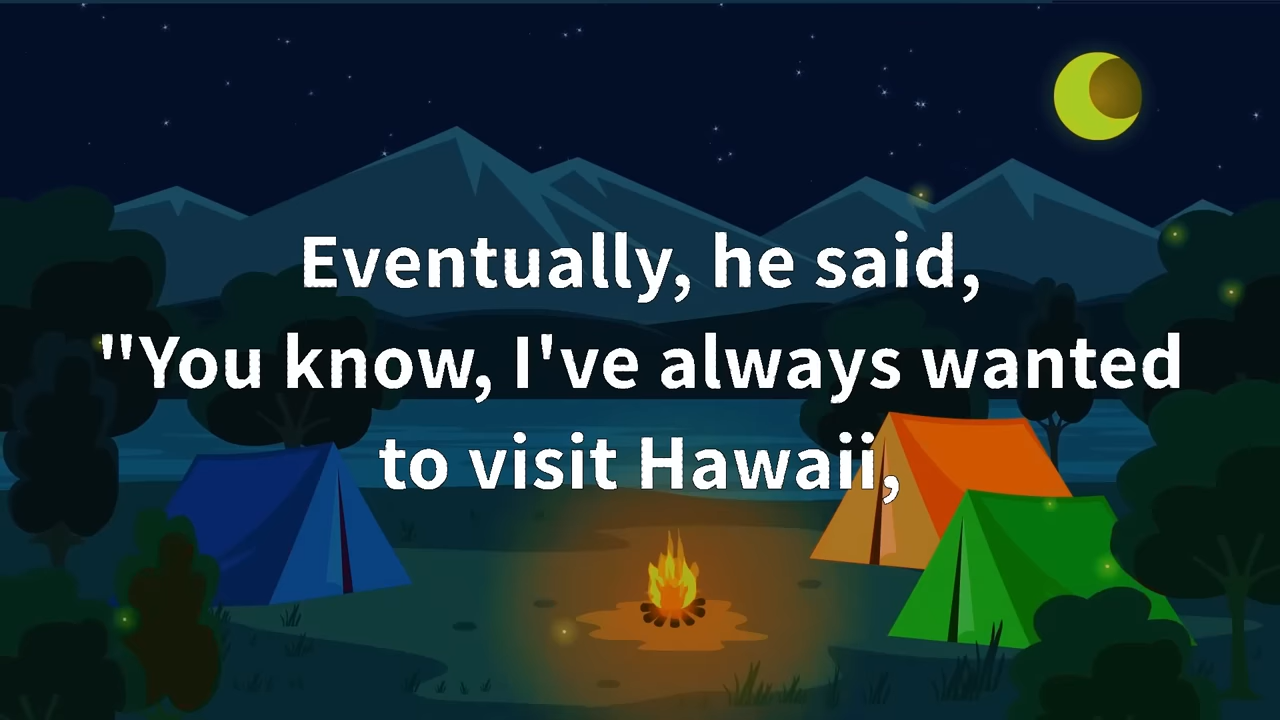 Eventually, he said,
"You know, I've always wanted
to visit Hawaii,